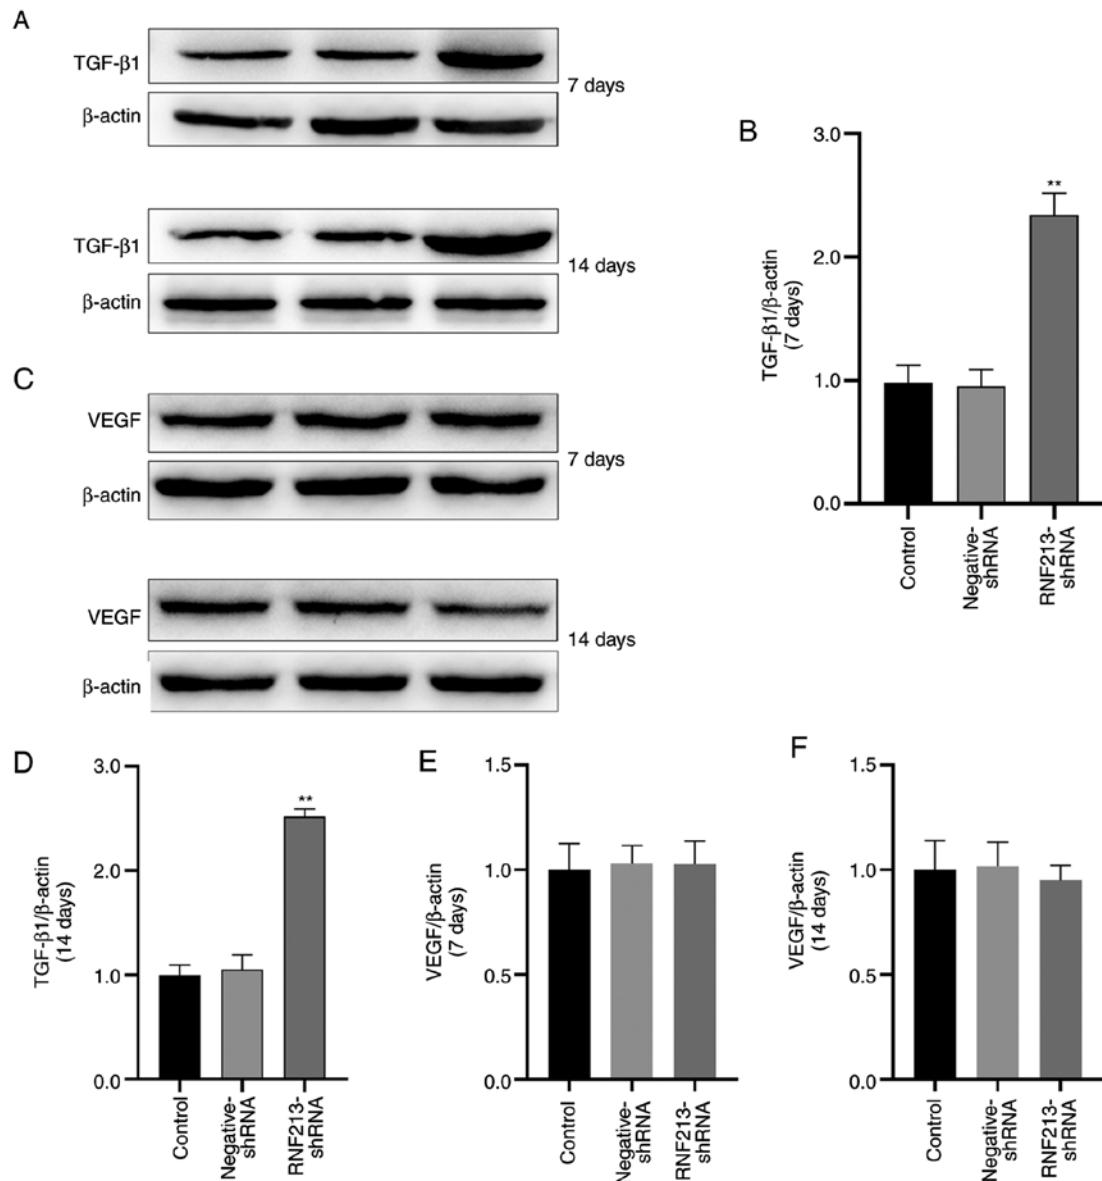 A
TGF-β1
7 days
β-actin
TGF-β1
14 days
β-actin
B
3.0
2.0
1.0
0.0
TGF-β1/β-actin
(7 days)
**
Control
Negative-
shRNA
RNF213-
shRNA
C
VEGF
7 days
β-actin
VEGF
14 days
β-actin
D
3.0
2.0
1.0
0.0
TGF-β1/β-actin
(14 days)
**
Control
Negative-
shRNA
RNF213-
shRNA
E
1.5
1.0
0.5
0.0
VEGF/β-actin
(7 days)
Control
Negative-
shRNA
RNF213-
shRNA
F
1.5
1.0
0.5
0.0
VEGF/β-actin
(14 days)
Control
Negative-
shRNA
RNF213-
shRNA